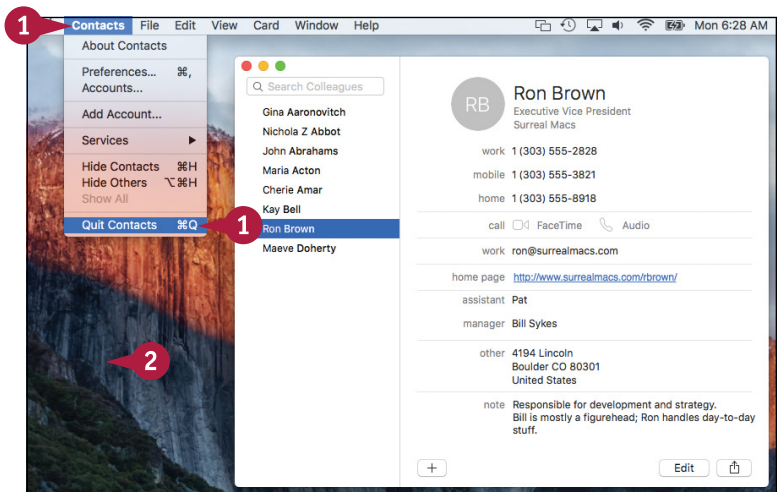 1
Contacts File Edit View Card Window Help Mon 6:28 AM
About Contacts
Preferences... ⌘,
Accounts...
Add Account...
Services ▶
Hide Contacts ⌘H
Hide Others ⌥⌘H
Show All
Quit Contacts ⌘Q
1
2
Search Colleagues
Gina Aaronovitch
Nichola Z Abbot
John Abrahams
Maria Acton
Cherie Amar
Kay Bell
Ron Brown
Maeve Doherty
RB
Ron Brown
Executive Vice President
Surreal Macs
work 1 (303) 555-2828
mobile 1 (303) 555-3821
home 1 (303) 555-8918
call FaceTime Audio
work ron@surrealmacs.com
home page http://www.surrealmacs.com/rbrown/
assistant Pat
manager Bill Sykes
other 4194 Lincoln
Boulder CO 80301
United States
note Responsible for development and strategy.
Bill is mostly a figurehead; Ron handles day-to-day
stuff.
+ Edit